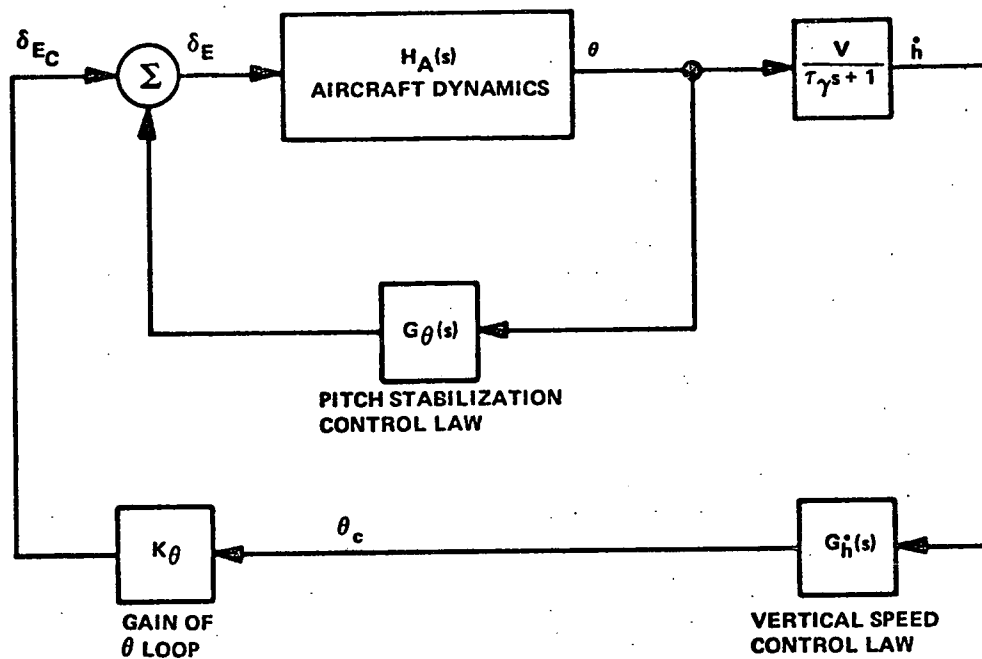 δEC
Σ
δE
HA(s)
AIRCRAFT DYNAMICS
θ
V
τγs + 1
ḣ
Gθ(s)
PITCH STABILIZATION
CONTROL LAW
Kθ
GAIN OF
θ LOOP
θc
Gḣ(s)
VERTICAL SPEED
CONTROL LAW